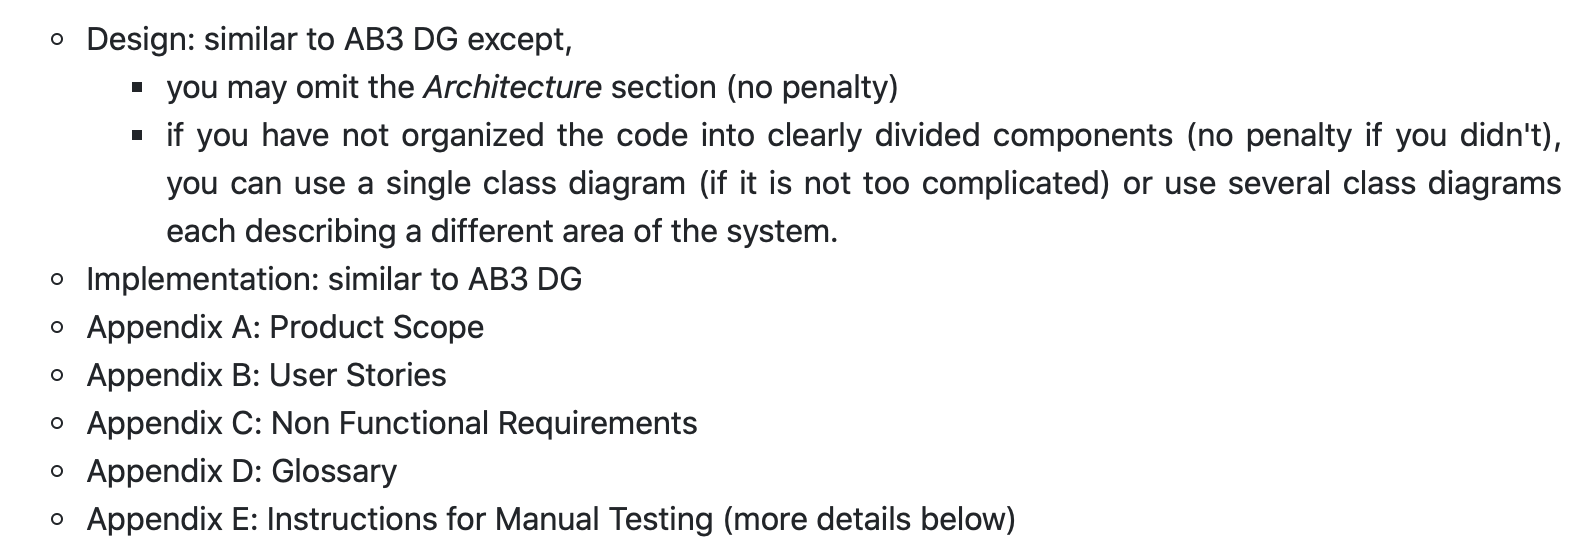 Design: similar to AB3 DG except,
you may omit the Architecture section (no penalty)
if you have not organized the code into clearly divided components (no penalty if you didn't),
you can use a single class diagram (if it is not too complicated) or use several class diagrams
each describing a different area of the system.
Implementation: similar to AB3 DG
Appendix A: Product Scope
Appendix B: User Stories
Appendix C: Non Functional Requirements
Appendix D: Glossary
Appendix E: Instructions for Manual Testing (more details below)